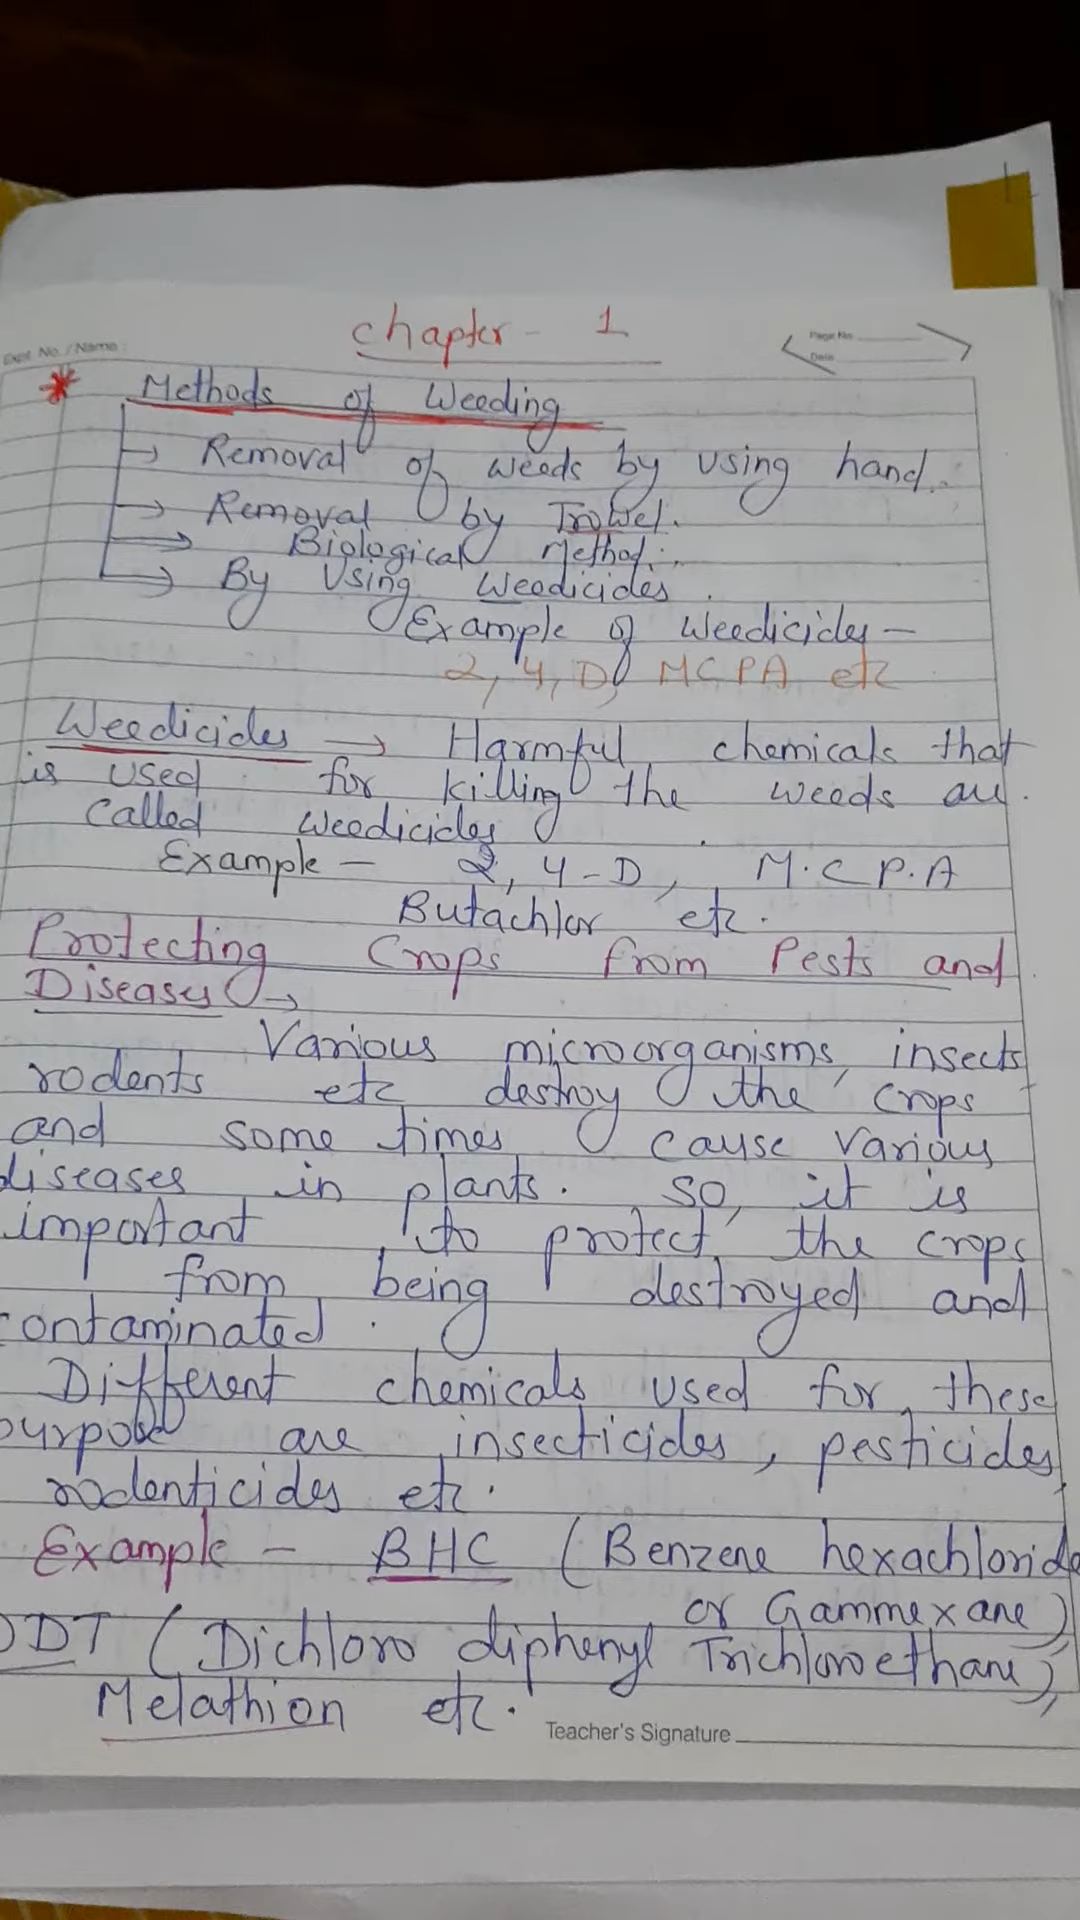 Chapter - 1
Expt. No. / Name :
Page No.
Date
* Methods of Weeding
→ Removal of weeds by using hand.
→ Removal by Trowel.
→ Biological Method.
→ By Using Weedicides.
Example of Weedicides -
2, 4, D, MCPA etc
Weedicides → Harmful chemicals that
is used for killing the weeds are
called weedicides.
Example - 2, 4-D, M.C.P.A
Butachlor etc.
Protecting Crops from Pests and
Diseases →
Various microorganisms, insects
rodents etc destroy the crops
and some times cause various
diseases in plants. so, it is
important to protect the crops
from being destroyed and
contaminated.
Different chemicals used for these
purpose are insecticides, pesticides
rodenticides etc.
Example - BHC (Benzene hexachloride
or Gammexane)
DDT (Dichloro diphenyl Trichloroethane),
Melathion etc.
Teacher's Signature